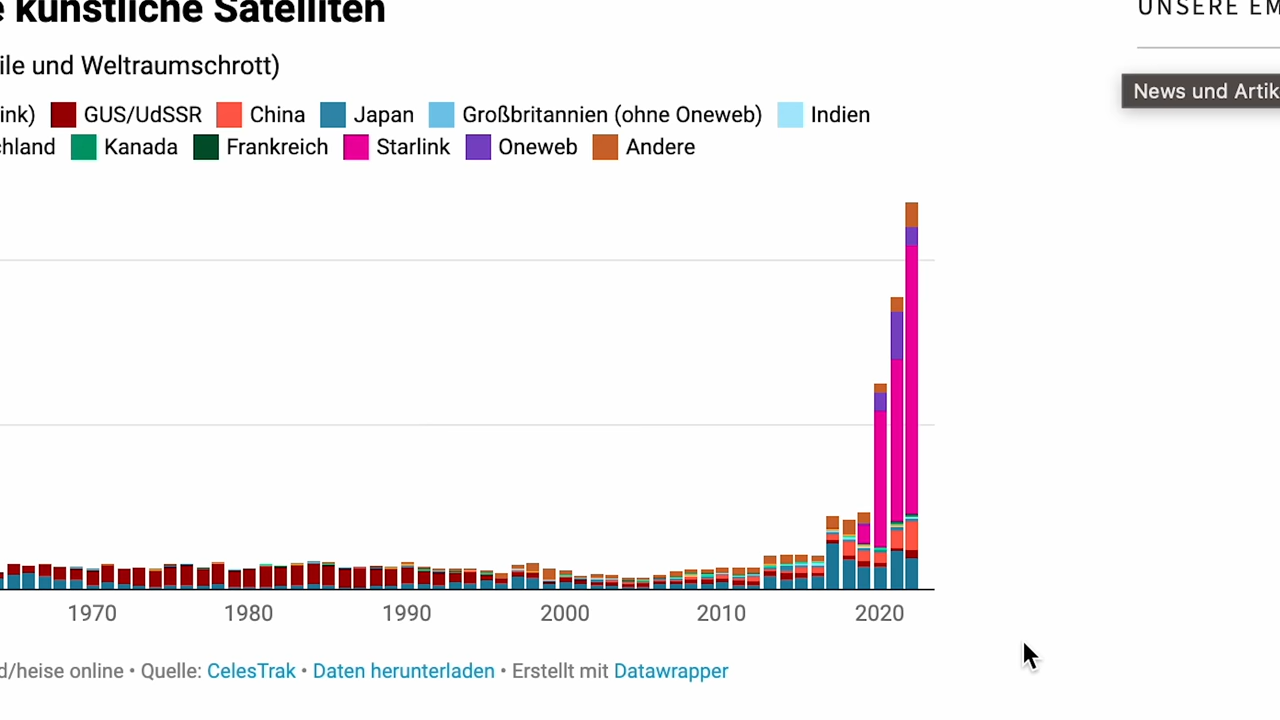 e künstliche Satelliten
UNSERE EM
ile und Weltraumschrott)
News und Artik
ink) GUS/UdSSR China Japan Großbritannien (ohne Oneweb) Indien
chland Kanada Frankreich Starlink Oneweb Andere
1970 1980 1990 2000 2010 2020
d/heise online • Quelle: CelesTrak • Daten herunterladen • Erstellt mit Datawrapper